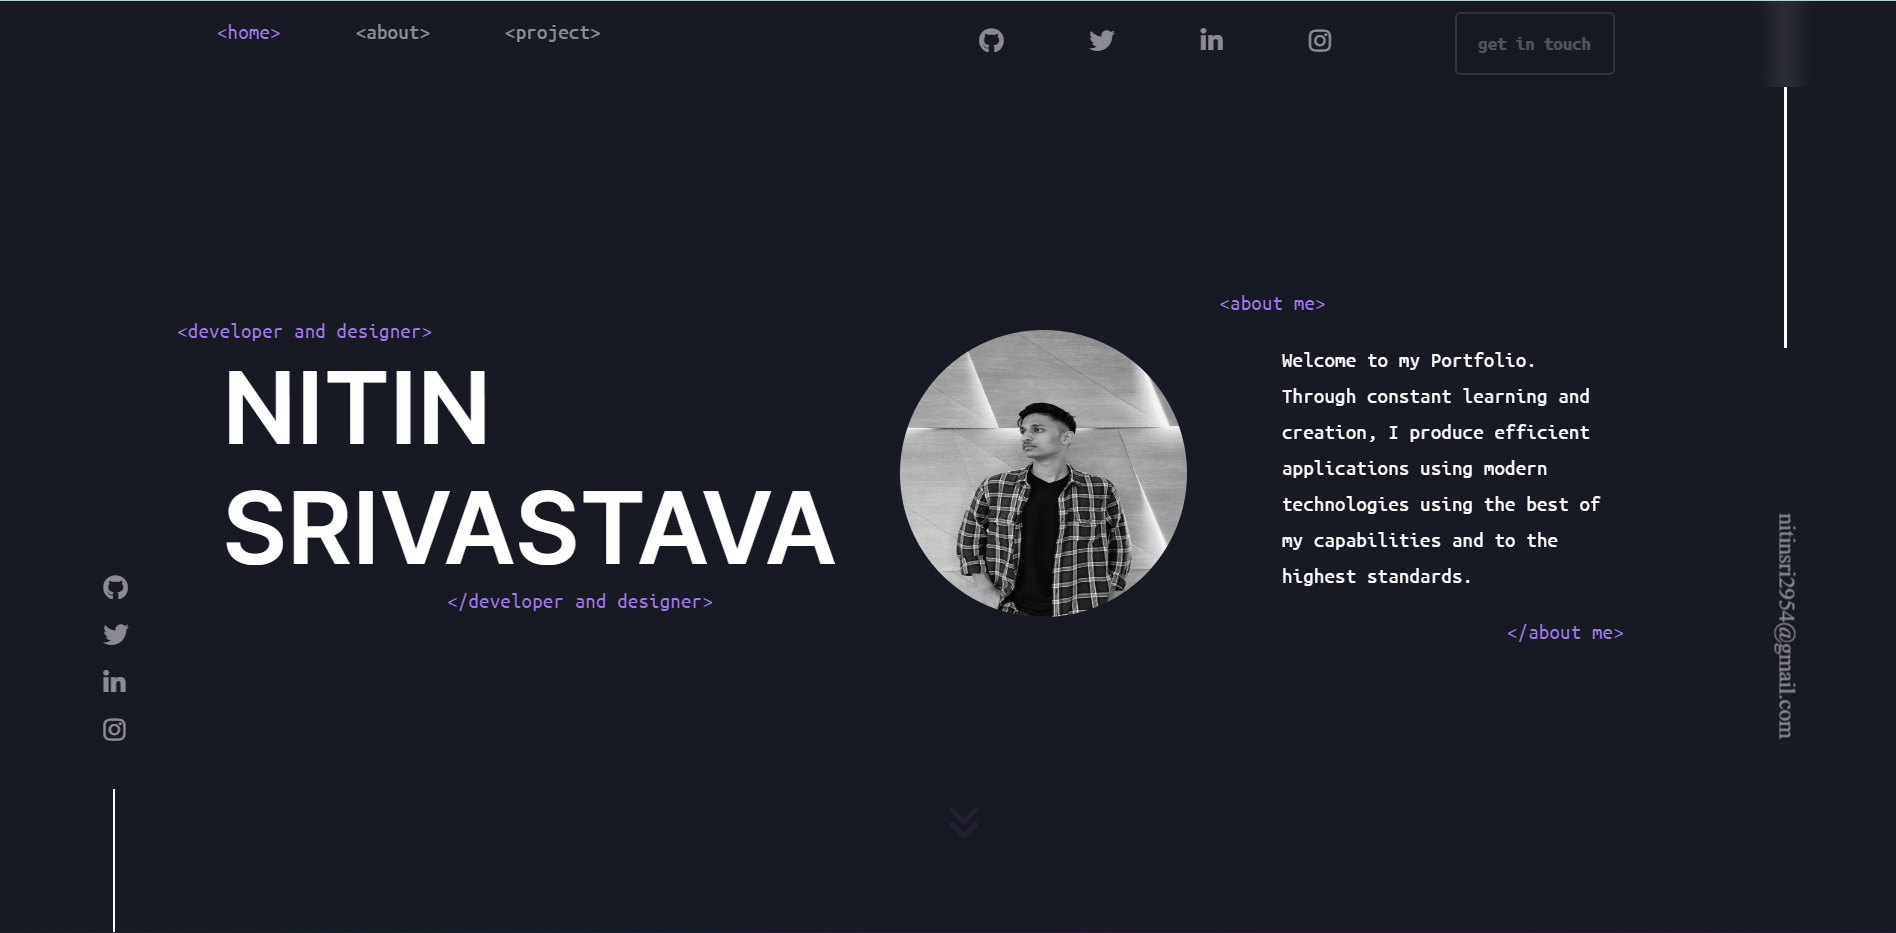 <home> <about> <project>
get in touch
<developer and designer>
NITIN
SRIVASTAVA
</developer and designer>
<about me>
Welcome to my Portfolio.
Through constant learning and
creation, I produce efficient
applications using modern
technologies using the best of
my capabilities and to the
highest standards.
</about me>
nitinsri2954@gmail.com